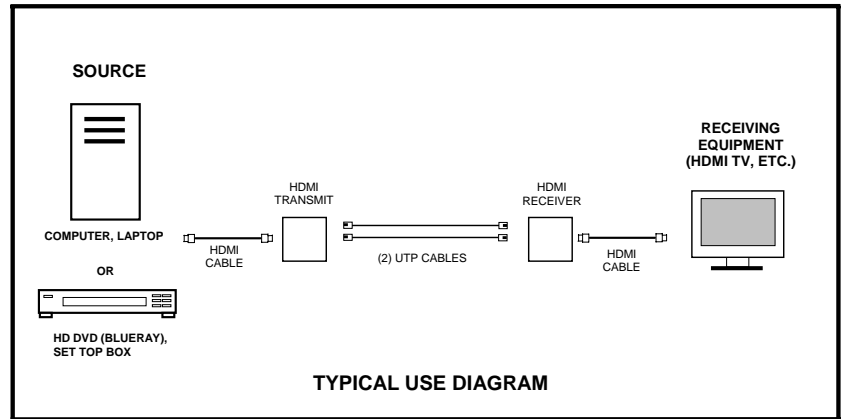 SOURCE
COMPUTER, LAPTOP
OR
HD DVD (BLUERAY),
SET TOP BOX
HDMI
CABLE
HDMI
TRANSMIT
(2) UTP CABLES
HDMI
RECEIVER
HDMI
CABLE
RECEIVING
EQUIPMENT
(HDMI TV, ETC.)
TYPICAL USE DIAGRAM